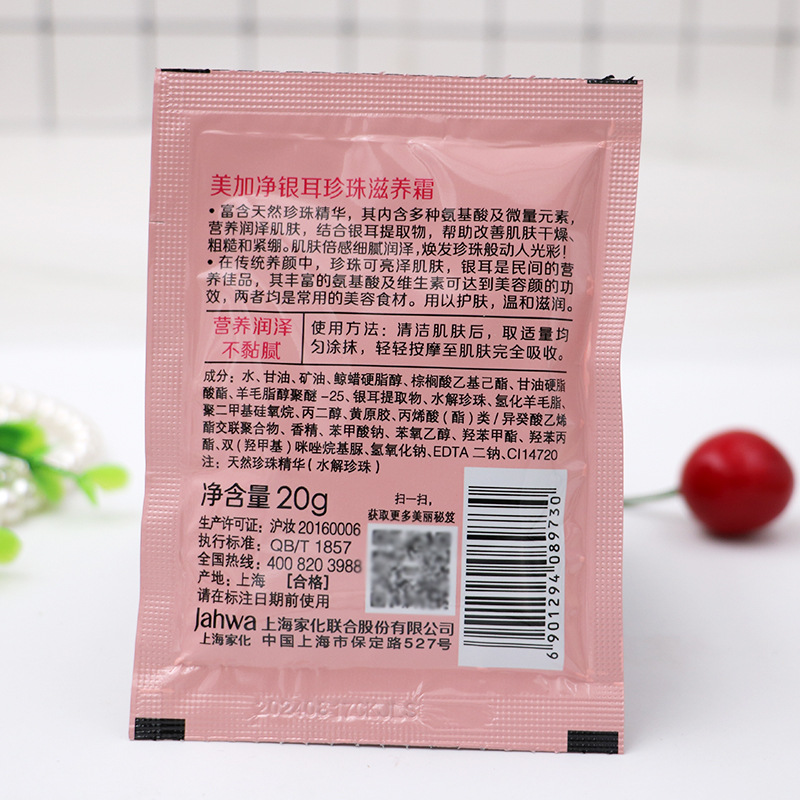 美加净银耳珍珠滋养霜
• 富含天然珍珠精华，其内含多种氨基酸及微量元素，
营养润泽肌肤，结合银耳提取物，帮助改善肌肤干燥、
粗糙和紧绷。肌肤倍感细腻润泽，焕发珍珠般动人光彩！
• 在传统养颜中，珍珠可亮泽肌肤，银耳是民间的营
养佳品，其丰富的氨基酸及维生素可达到美容颜的功
效，两者均是常用的美容食材。用以护肤，温和滋润。
营养润泽
不黏腻
使用方法：清洁肌肤后，取适量均
匀涂抹，轻轻按摩至肌肤完全吸收。
成分：水、甘油、矿油、鲸蜡硬脂醇、棕榈酸乙基己酯、甘油硬脂
酸酯、羊毛脂醇聚醚-25、银耳提取物、水解珍珠、氢化羊毛脂、
聚二甲基硅氧烷、丙二醇、黄原胶、丙烯酸（酯）类/异癸酸乙烯
酯交联聚合物、香精、苯甲酸钠、苯氧乙醇、羟苯甲酯、羟苯丙
酯、双（羟甲基）咪唑烷基脲、氢氧化钠、EDTA 二钠、CI14720
注：天然珍珠精华（水解珍珠）
净含量 20g
生产许可证：沪妆20160006
执行标准：QB/T 1857
全国热线：400 820 3988
产地：上海 【合格】
请在标注日期前使用
扫一扫，
获取更多美丽秘笈
6 901294 089730
Jahwa 上海家化联合股份有限公司
上海家化 中国上海市保定路527号